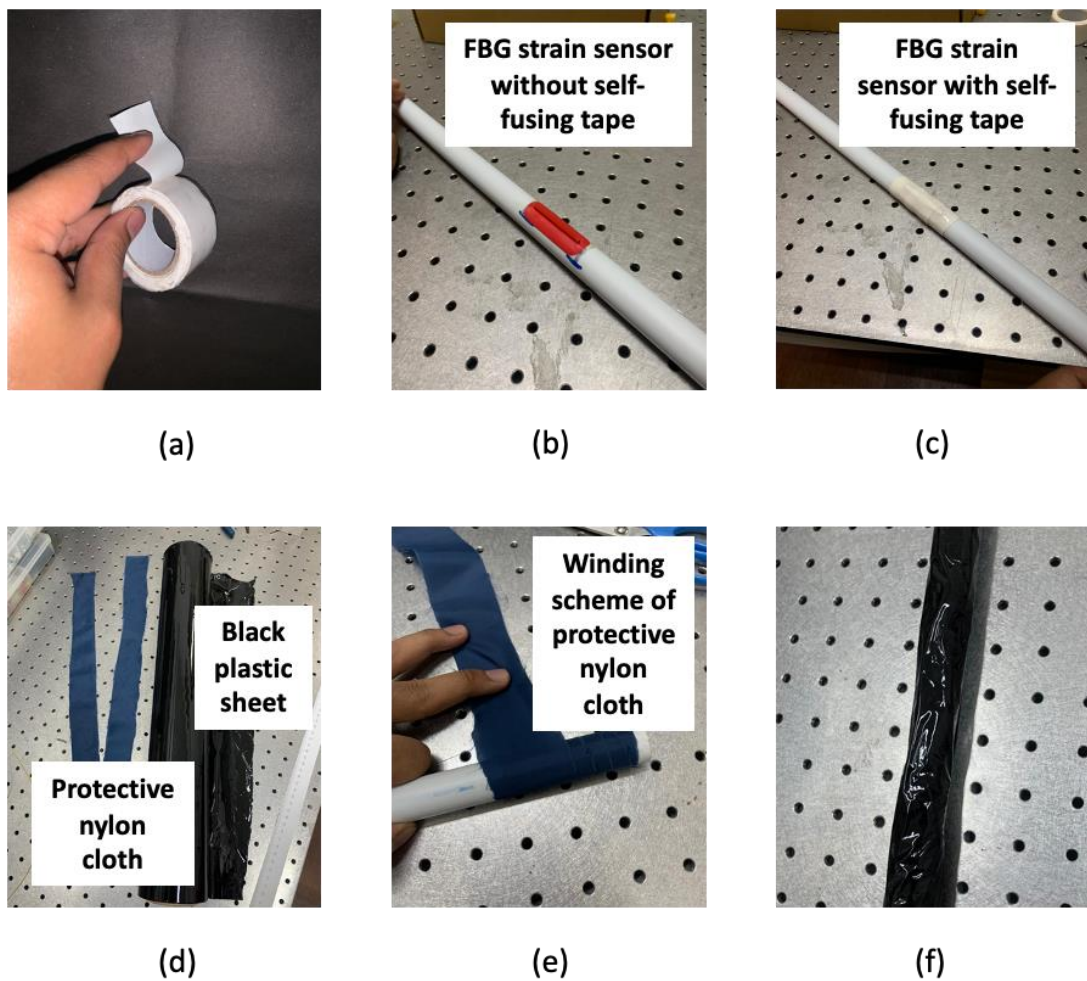 FBG strain sensor
without self-
fusing tape
FBG strain
sensor with self-
fusing tape
(a)
(b)
(c)
Black
plastic
sheet
Protective
nylon
cloth
Winding
scheme of
protective
nylon
cloth
(d)
(e)
(f)